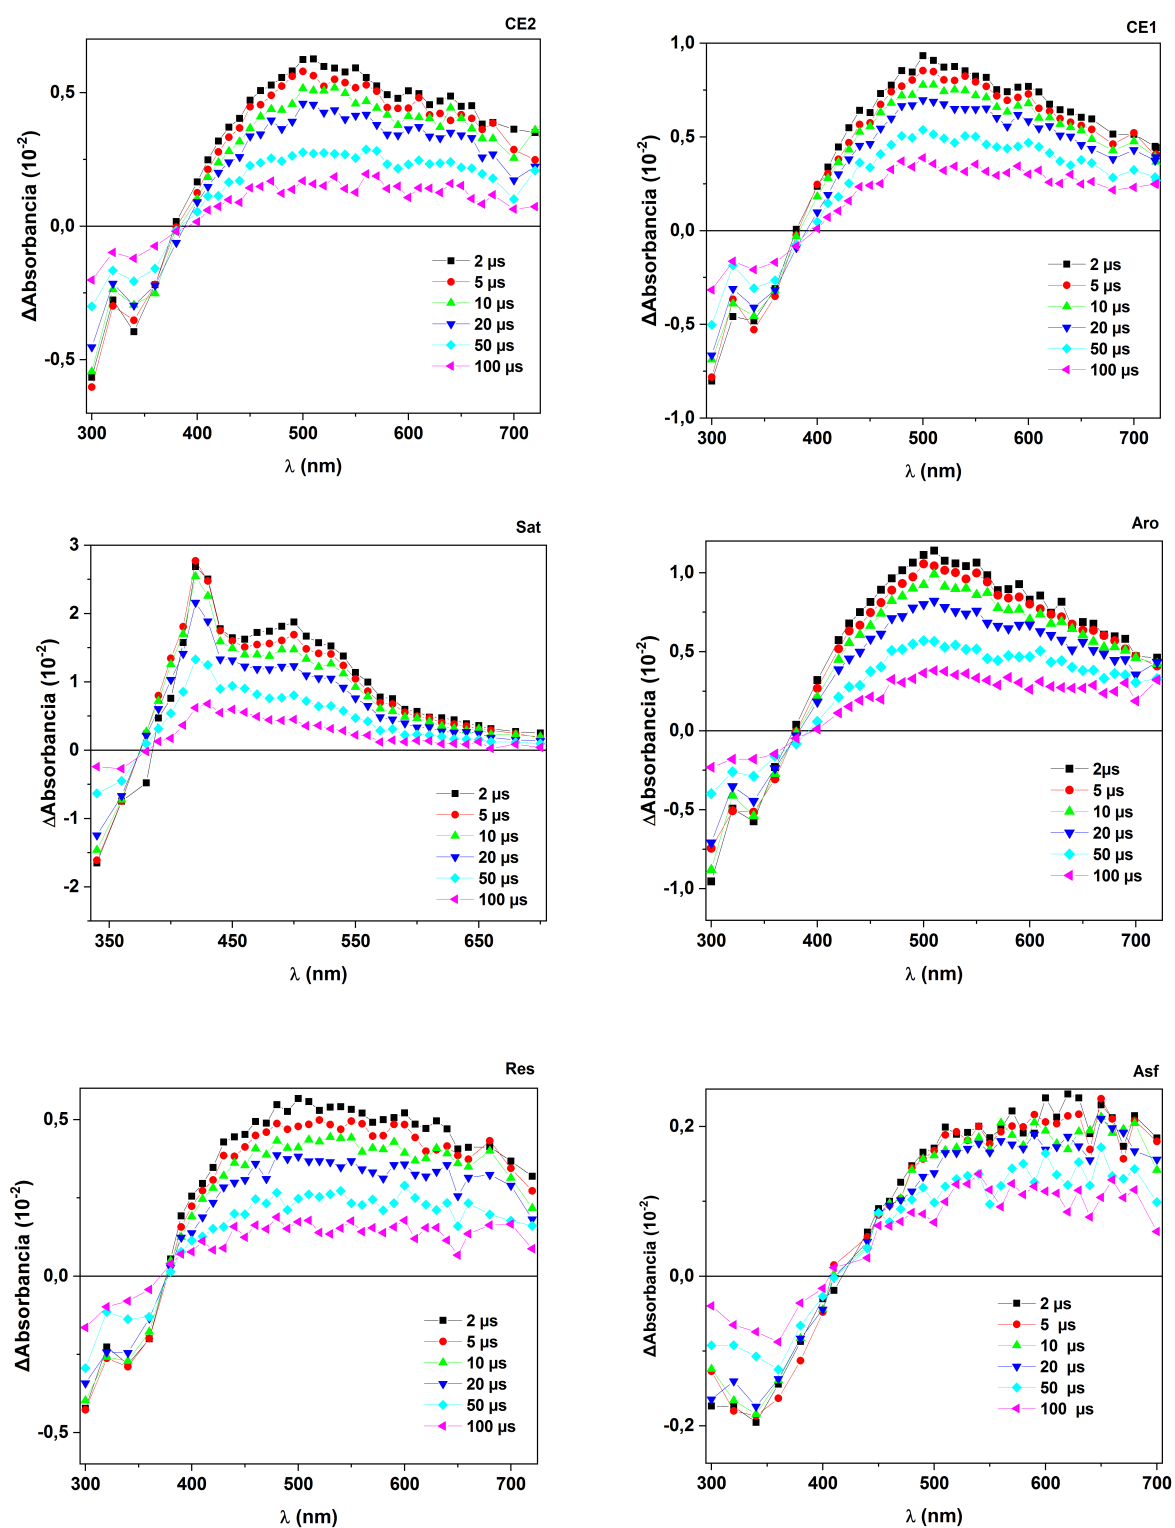 CE2
ΔAbsorbancia (10⁻²)
0,5
0,0
-0,5
2 µs
5 µs
10 µs
20 µs
50 µs
100 µs
300 400 500 600 700
λ (nm)
CE1
ΔAbsorbancia (10⁻²)
1,0
0,5
0,0
-0,5
-1,0
2 µs
5 µs
10 µs
20 µs
50 µs
100 µs
300 400 500 600 700
λ (nm)
Sat
ΔAbsorbancia (10⁻²)
3
2
1
0
-1
-2
2 µs
5 µs
10 µs
20 µs
50 µs
100 µs
350 450 550 650
λ (nm)
Aro
ΔAbsorbancia (10⁻²)
1,0
0,5
0,0
-0,5
-1,0
2µs
5 µs
10 µs
20 µs
50 µs
100 µs
300 400 500 600 700
λ (nm)
Res
ΔAbsorbancia (10⁻²)
0,5
0,0
-0,5
2 µs
5 µs
10 µs
20 µs
50 µs
100 µs
300 400 500 600 700
λ (nm)
Asf
ΔAbsorbancia (10⁻²)
0,2
0,0
-0,2
2 µs
5 µs
10 µs
20 µs
50 µs
100 µs
300 400 500 600 700
λ (nm)